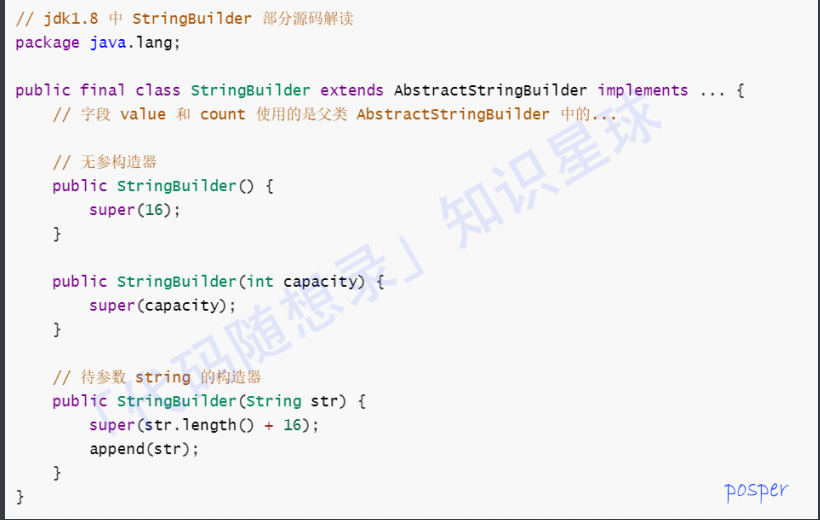 // jdk1.8 中 StringBuilder 部分源码解读
package java.lang;

public final class StringBuilder extends AbstractStringBuilder implements ... {
    // 字段 value 和 count 使用的是父类 AbstractStringBuilder 中的...

    // 无参构造器
    public StringBuilder() {
        super(16);
    }

    public StringBuilder(int capacity) {
        super(capacity);
    }

    // 待参数 string 的构造器
    public StringBuilder(String str) {
        super(str.length() + 16);
        append(str);
    }
}
「代码随想录」知识星球
posper